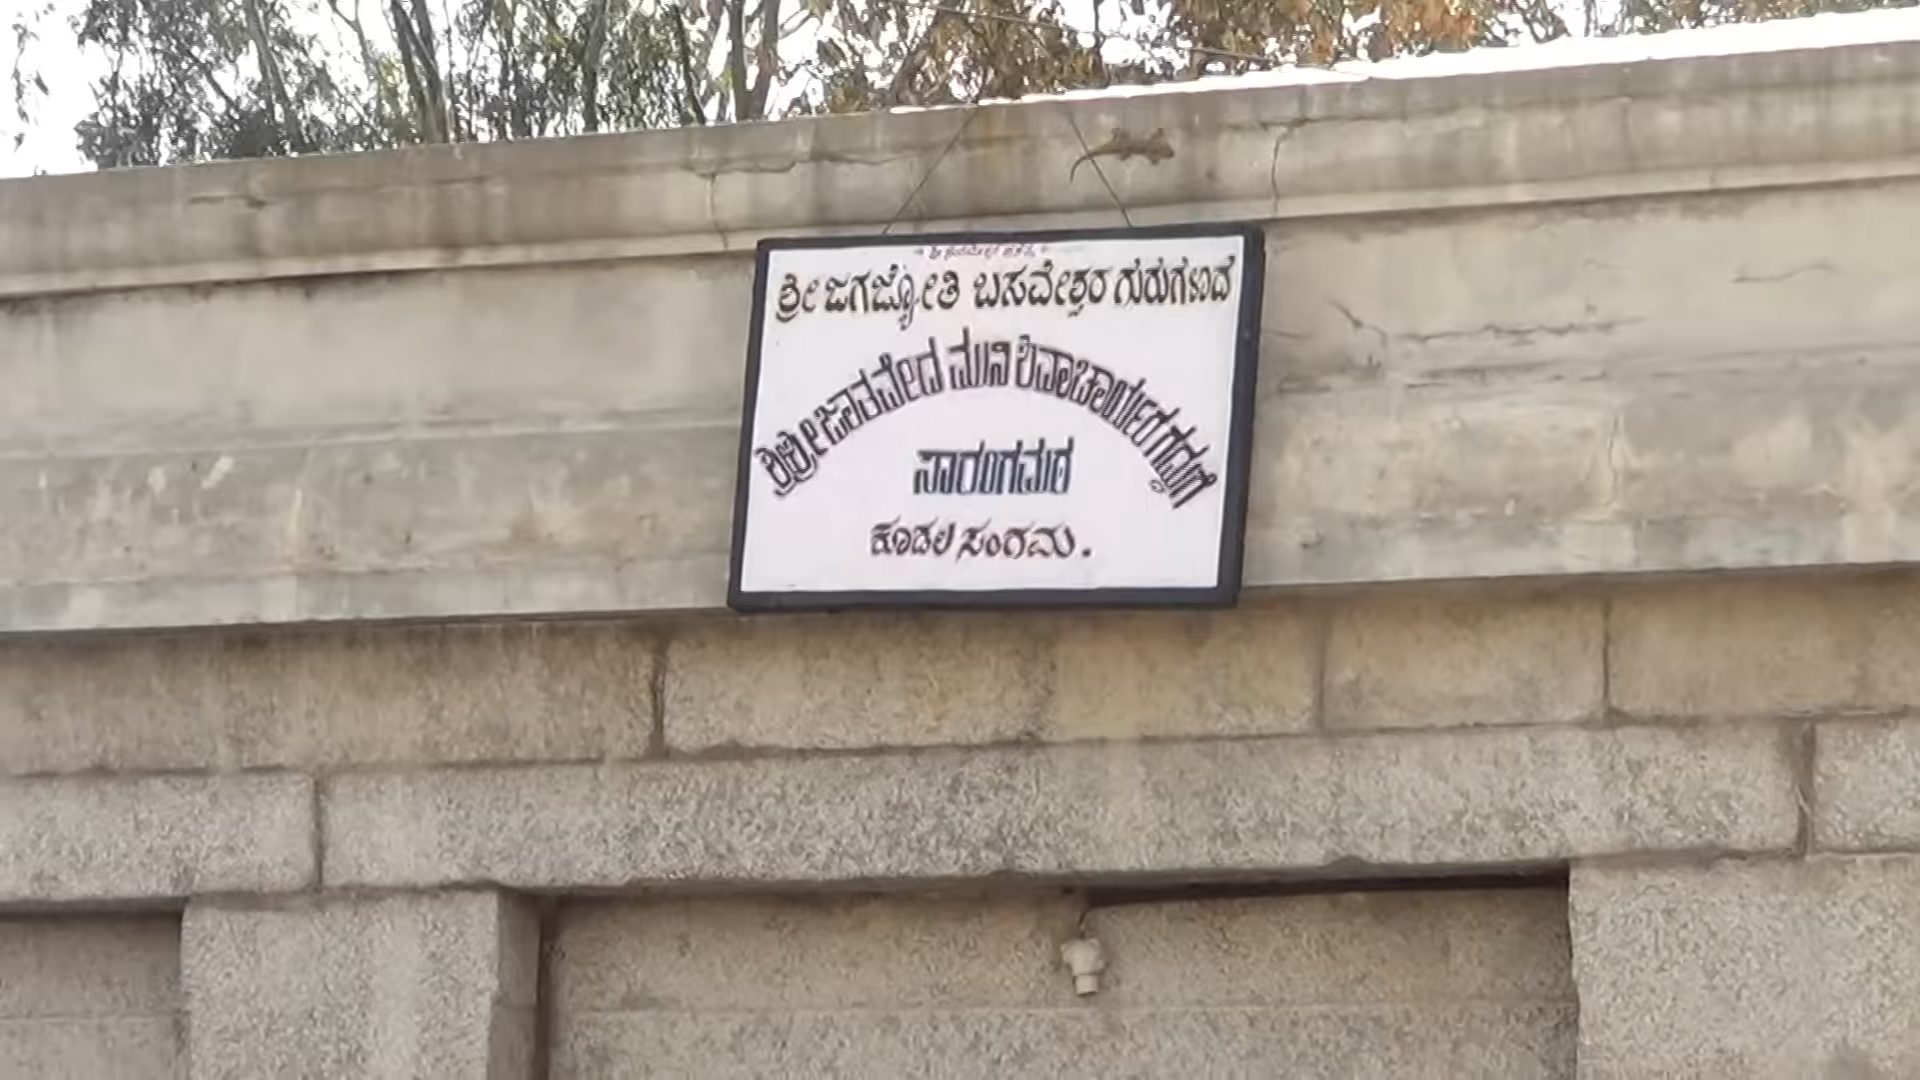 ಶ್ರೀ ಜಗಜ್ಯೋತಿ ಬಸವೇಶ್ವರ ಗುರುಗಳಾದ
ಶ್ರೀ ಶ್ರೀ ಜಾತವೇದ ಮುನಿ ಶಿವಾಚಾರ್ಯರ ಗದ್ದುಗೆ
ಸಾರಂಗಮಠ
ಕೂಡಲ ಸಂಗಮ.